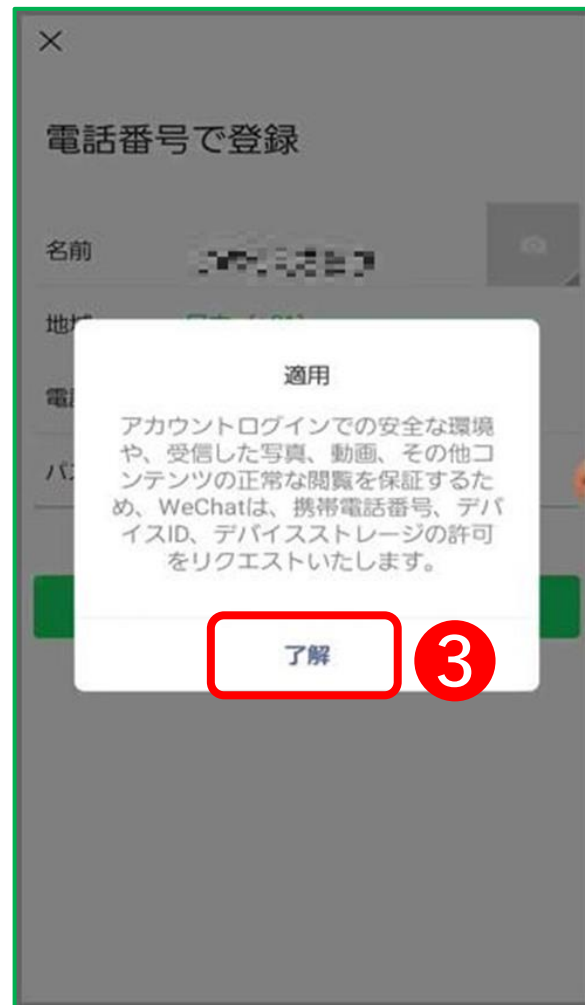 電話番号で登録
名前
地域
適用
アカウントログインでの安全な環境
や、受信した写真、動画、その他コ
ンテンツの正常な閲覧を保証するた
め、WeChatは、携帯電話番号、デバ
イスID、デバイスストレージの許可
をリクエストいたします。
了解
3